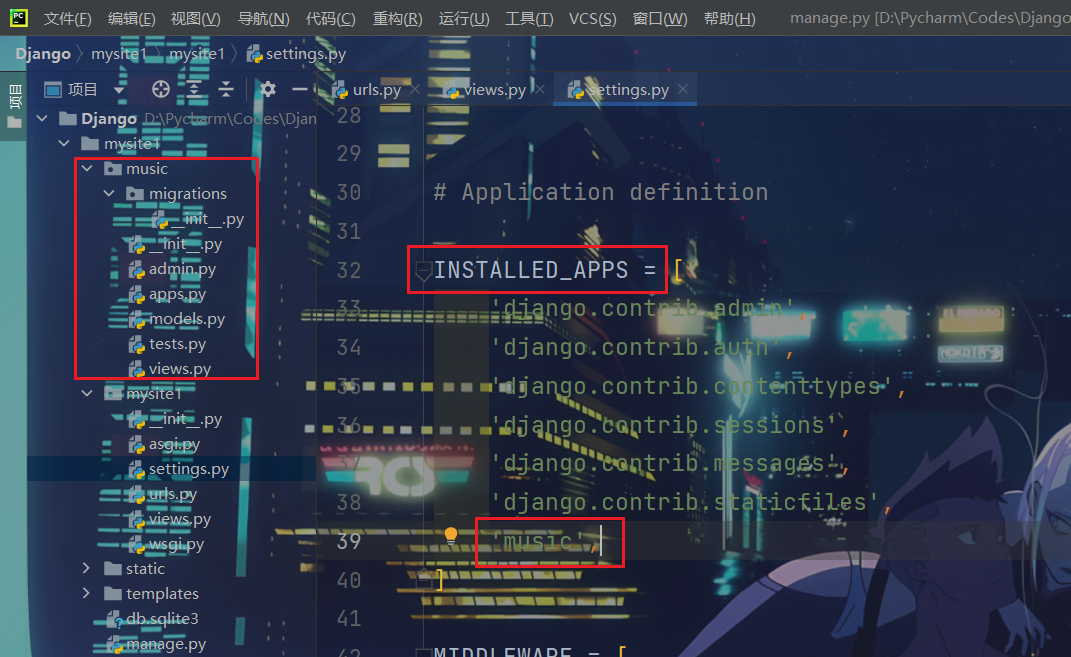 文件(F) 编辑(E) 视图(V) 导航(N) 代码(C) 重构(R) 运行(U) 工具(T) VCS(S) 窗口(W) 帮助(H) manage.py [D:\Pycharm\Codes\Django
Django mysite1 mysite1 settings.py
项目
项目 urls.py views.py settings.py
Django D:\Pycharm\Codes\Djan
mysite1
music
migrations
__init__.py
__init__.py
admin.py
apps.py
models.py
tests.py
views.py
mysite1
__init__.py
asgi.py
settings.py
urls.py
views.py
wsgi.py
static
templates
db.sqlite3
manage.py
28
29
30 # Application definition
31
32 INSTALLED_APPS = [
33 'django.contrib.admin',
34 'django.contrib.auth',
35 'django.contrib.contenttypes',
36 'django.contrib.sessions',
37 'django.contrib.messages',
38 'django.contrib.staticfiles',
39 'music',
40 ]
41
42 MIDDLEWARE = [
RCS